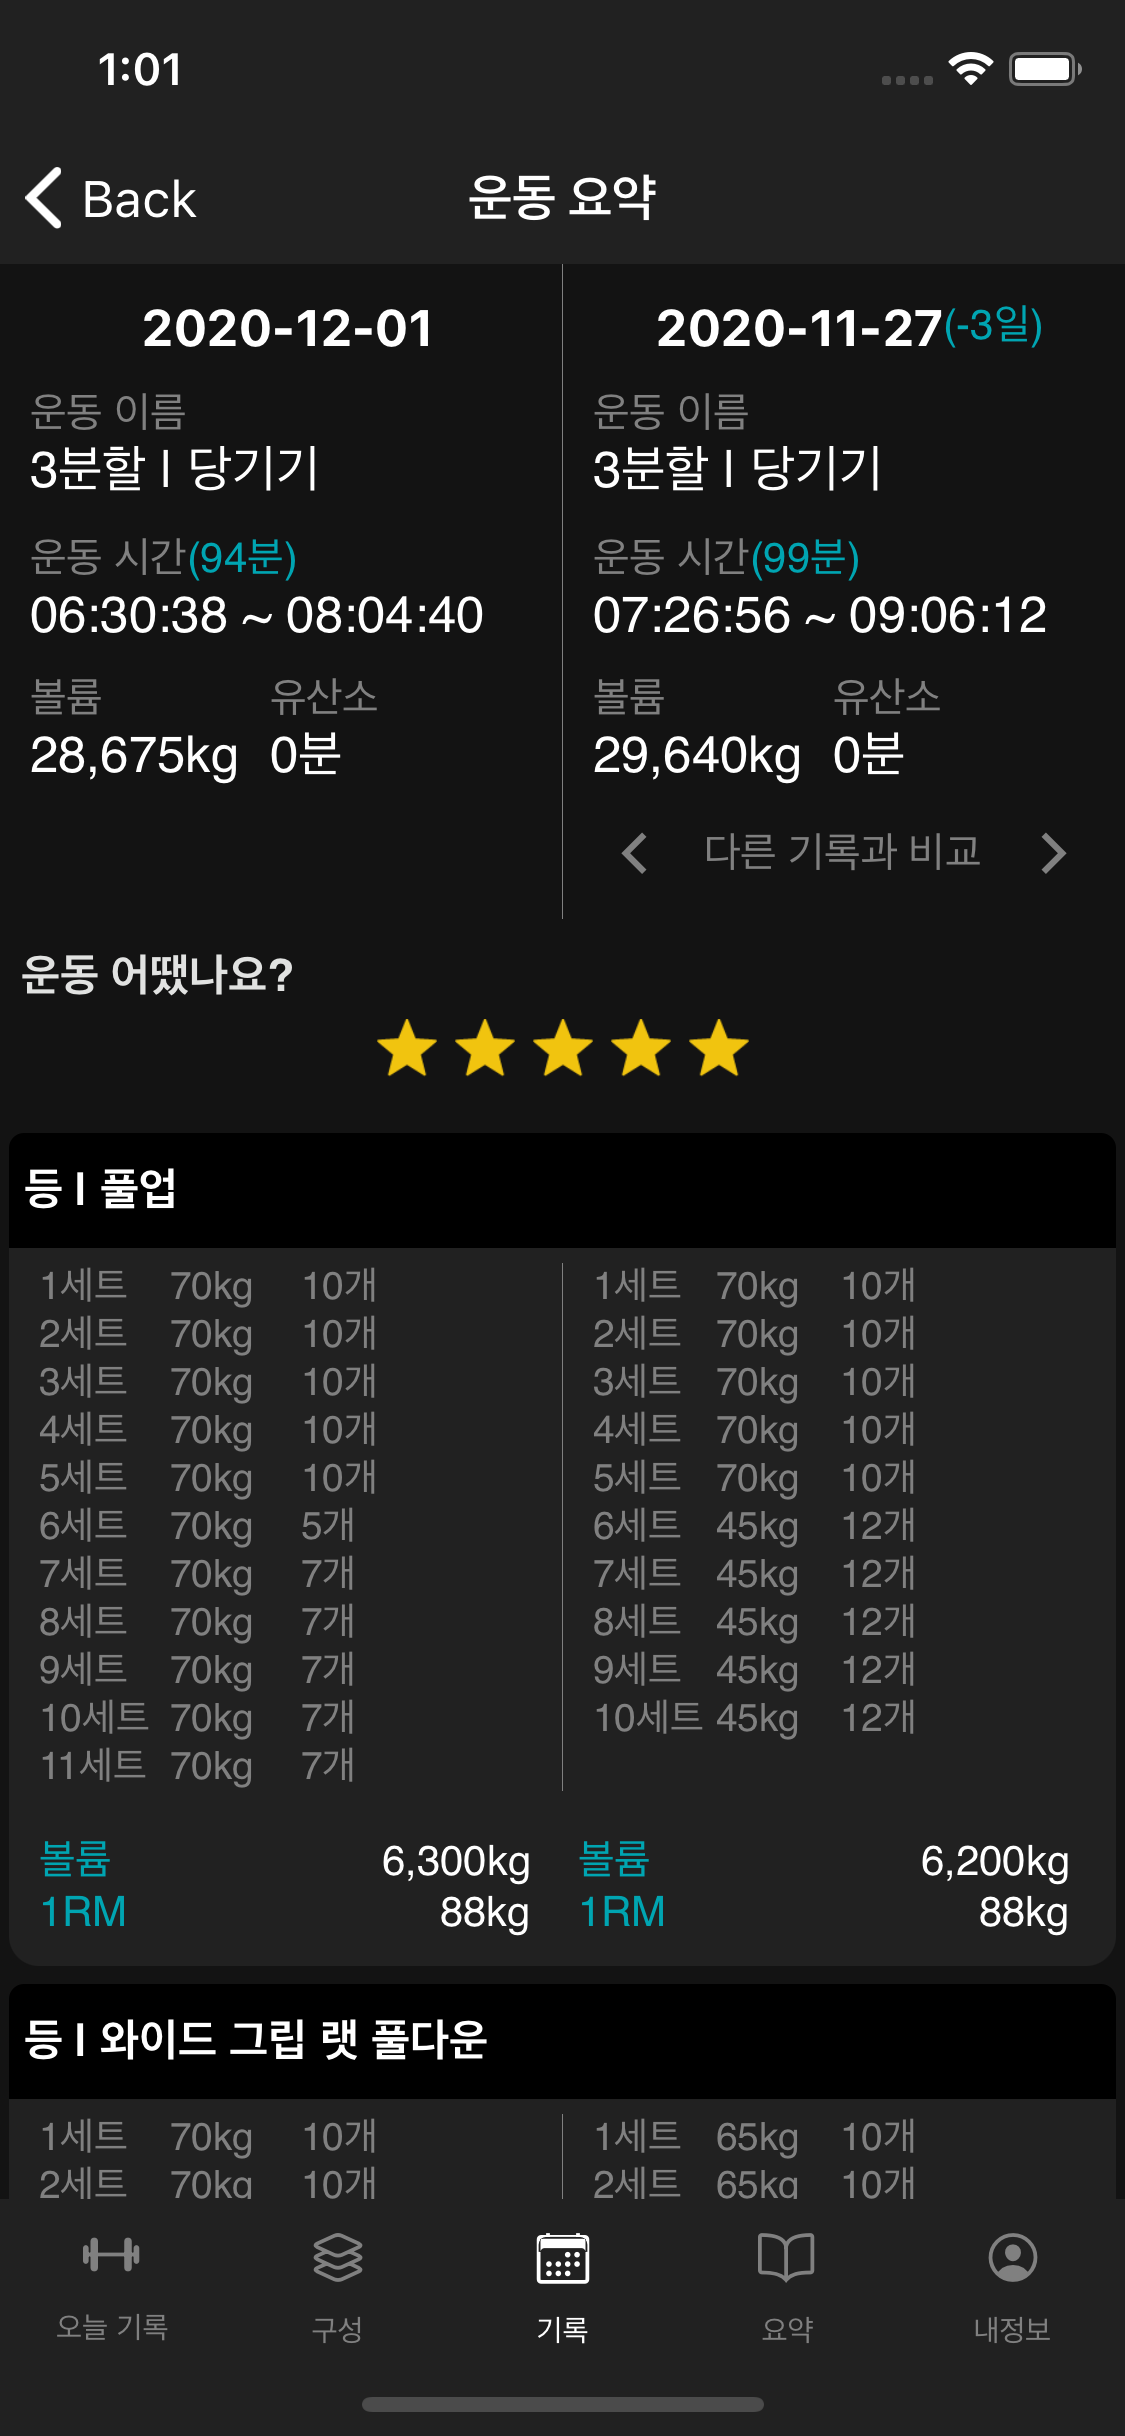 1:01
Back
운동 요약
2020-12-01
2020-11-27(-3일)
운동 이름
3분할 I 당기기
운동 이름
3분할 I 당기기
운동 시간(94분)
06:30:38 ~ 08:04:40
운동 시간(99분)
07:26:56 ~ 09:06:12
볼륨 유산소
28,675kg 0분
볼륨 유산소
29,640kg 0분
다른 기록과 비교
운동 어땠나요?
등 I 풀업
1세트 70kg 10개
2세트 70kg 10개
3세트 70kg 10개
4세트 70kg 10개
5세트 70kg 10개
6세트 70kg 5개
7세트 70kg 7개
8세트 70kg 7개
9세트 70kg 7개
10세트 70kg 7개
11세트 70kg 7개
볼륨 6,300kg
1RM 88kg
1세트 70kg 10개
2세트 70kg 10개
3세트 70kg 10개
4세트 70kg 10개
5세트 70kg 10개
6세트 45kg 12개
7세트 45kg 12개
8세트 45kg 12개
9세트 45kg 12개
10세트 45kg 12개
볼륨 6,200kg
1RM 88kg
등 I 와이드 그립 랫 풀다운
1세트 70kg 10개
2세트 70kg 10개
1세트 65kg 10개
2세트 65kg 10개
오늘 기록
구성
기록
요약
내정보